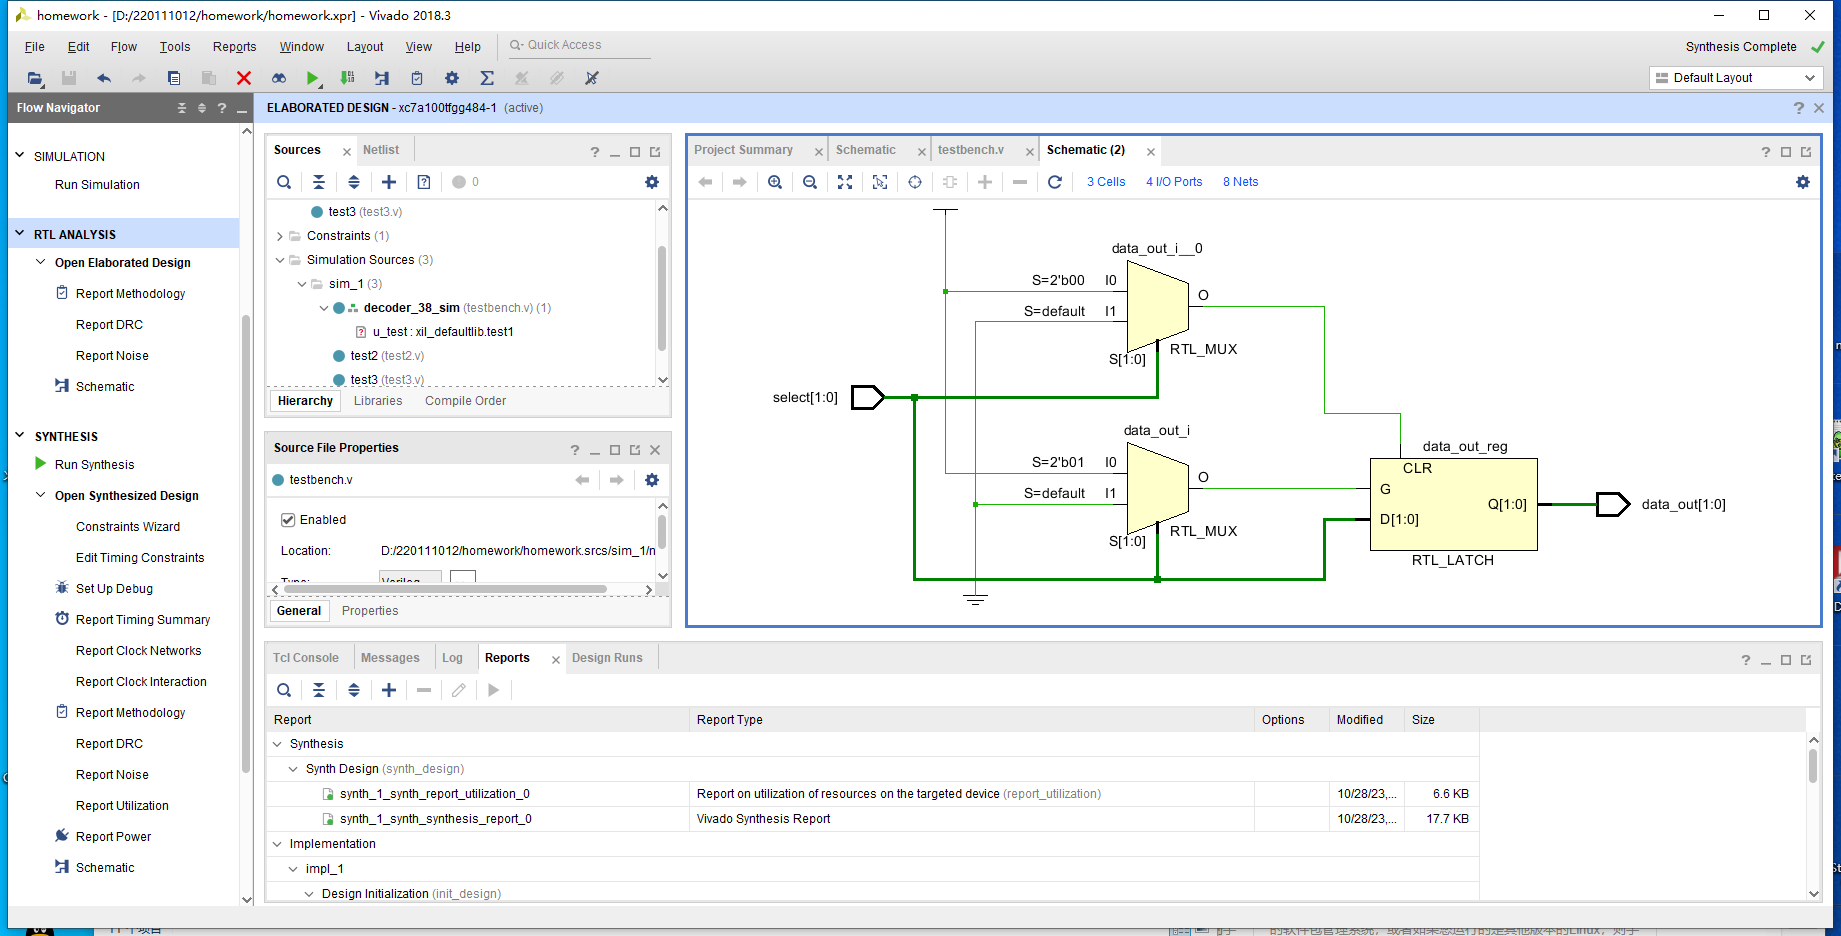 homework - [D:/220111012/homework/homework.xpr] - Vivado 2018.3
File Edit Flow Tools Reports Window Layout View Help Quick Access
Synthesis Complete
Default Layout
Flow Navigator
SIMULATION
Run Simulation
RTL ANALYSIS
Open Elaborated Design
Report Methodology
Report DRC
Report Noise
Schematic
SYNTHESIS
Run Synthesis
Open Synthesized Design
Constraints Wizard
Edit Timing Constraints
Set Up Debug
Report Timing Summary
Report Clock Networks
Report Clock Interaction
Report Methodology
Report DRC
Report Noise
Report Utilization
Report Power
Schematic
ELABORATED DESIGN - xc7a100tfgg484-1 (active)
Sources Netlist
0
test3 (test3.v)
Constraints (1)
Simulation Sources (3)
sim_1 (3)
decoder_38_sim (testbench.v) (1)
u_test : xil_defaultlib.test1
test2 (test2.v)
test3 (test3.v)
Hierarchy Libraries Compile Order
Source File Properties
testbench.v
Enabled
Location: D:/220111012/homework/homework.srcs/sim_1/n
Type: Verilog
General Properties
Project Summary Schematic testbench.v Schematic (2)
3 Cells 4 I/O Ports 8 Nets
data_out_i__0
S=2'b00 I0
O
S=default I1
RTL_MUX
S[1:0]
select[1:0]
data_out_i
S=2'b01 I0
O
S=default I1
RTL_MUX
S[1:0]
data_out_reg
CLR
G
Q[1:0]
D[1:0]
RTL_LATCH
data_out[1:0]
Tcl Console Messages Log Reports Design Runs
Report Report Type Options Modified Size
Synthesis
Synth Design (synth_design)
synth_1_synth_report_utilization_0 Report on utilization of resources on the targeted device (report_utilization) 10/28/23,... 6.6 KB
synth_1_synth_synthesis_report_0 Vivado Synthesis Report 10/28/23,... 17.7 KB
Implementation
impl_1
Design Initialization (init_design)